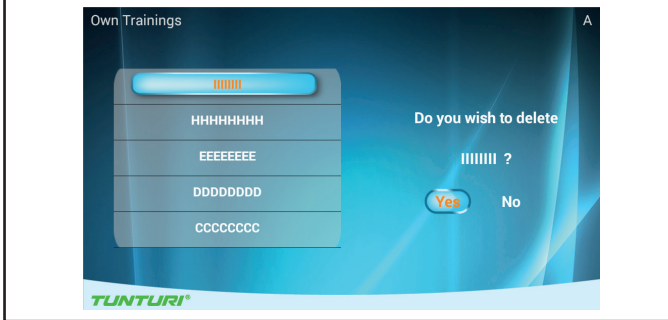 Own Trainings
A
IIIIIIII
HHHHHHHH
EEEEEEEE
DDDDDDDD
CCCCCCCC
Do you wish to delete
IIIIIIII ?
Yes No
TUNTURI®